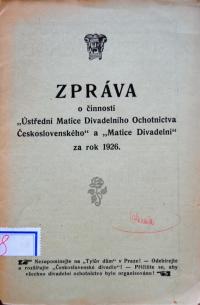 ZPRÁVA
o činnosti
„Ústřední Matice Divadelního Ochotnictva
Československého“ a „Matice Divadelní“
za rok 1926.
Nezapomínejte na „Tylův dům“ v Praze! — Odebírejte
a rozšiřujte „Československé divadlo“! — Přičiňte se, aby
všechno divadelní ochotnictvo bylo organisováno!